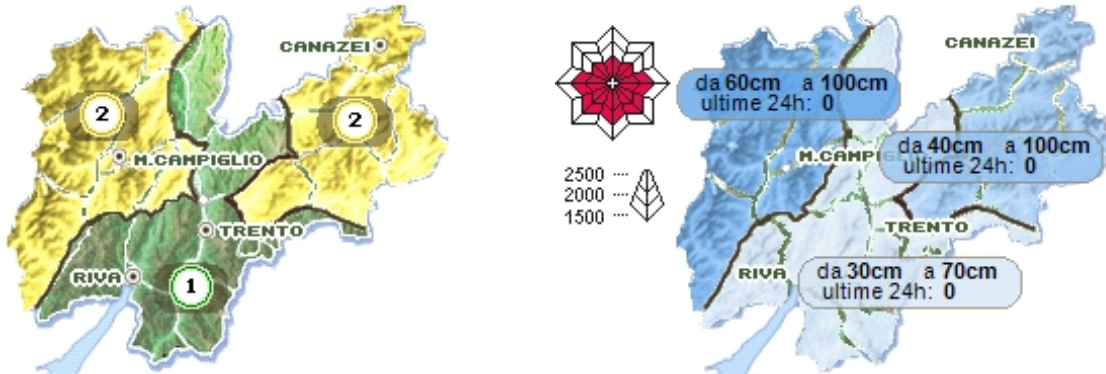 CANAZEI
2
2
M.CAMPIGLIO
TRENTO
RIVA
1
CANAZEI
da 60cm a 100cm
ultime 24h: 0
da 40cm a 100cm
ultime 24h: 0
M.CAMPIG
2500
2000
1500
TRENTO
RIVA
da 30cm a 70cm
ultime 24h: 0